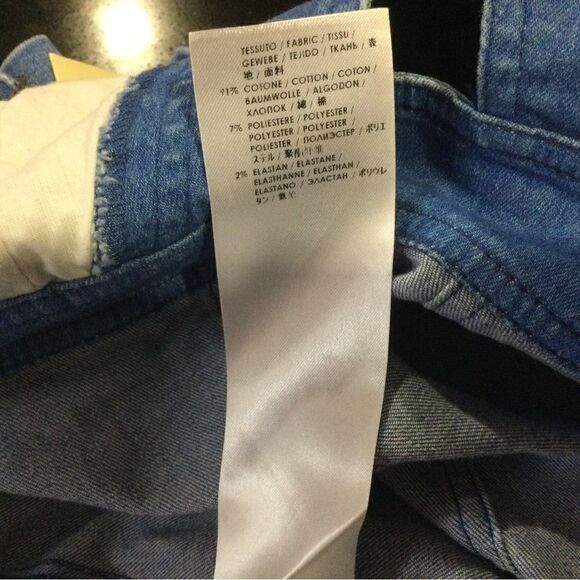 TESSUTO / FABRIC / TISSU /
GEWEBE / TEJIDO / ТКАНЬ / 表
地 / 面料
91% COTONE / COTTON / COTON /
BAUMWOLLE / ALGODON /
ХЛОПОК / 綿 / 棉
7% POLIESTERE / POLYESTER /
POLYESTER / POLYESTER /
POLIESTER / ПОЛИЭСТЕР / ポリエ
ステル / 聚酯纤维
2% ELASTAN / ELASTANE /
ELASTHANNE / ELASTHAN /
ELASTANO / ЭЛАСТАН / ポリウレ
タン / 氨纶